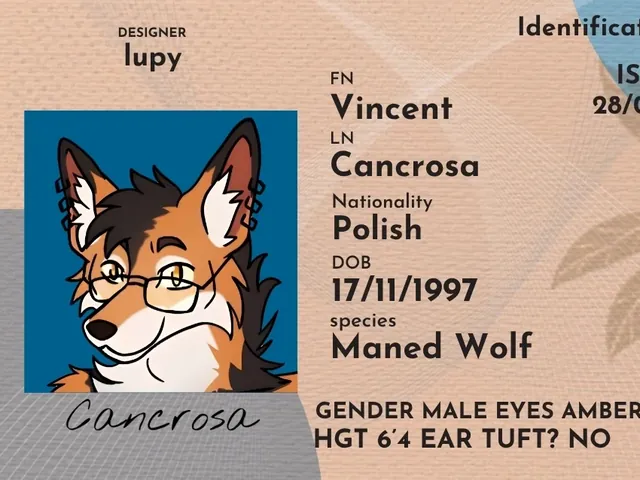 DESIGNER
lupy
Identificat
IS
28/0
FN
Vincent
LN
Cancrosa
Nationality
Polish
DOB
17/11/1997
species
Maned Wolf
Cancrosa
GENDER MALE EYES AMBER
HGT 6'4 EAR TUFT? NO